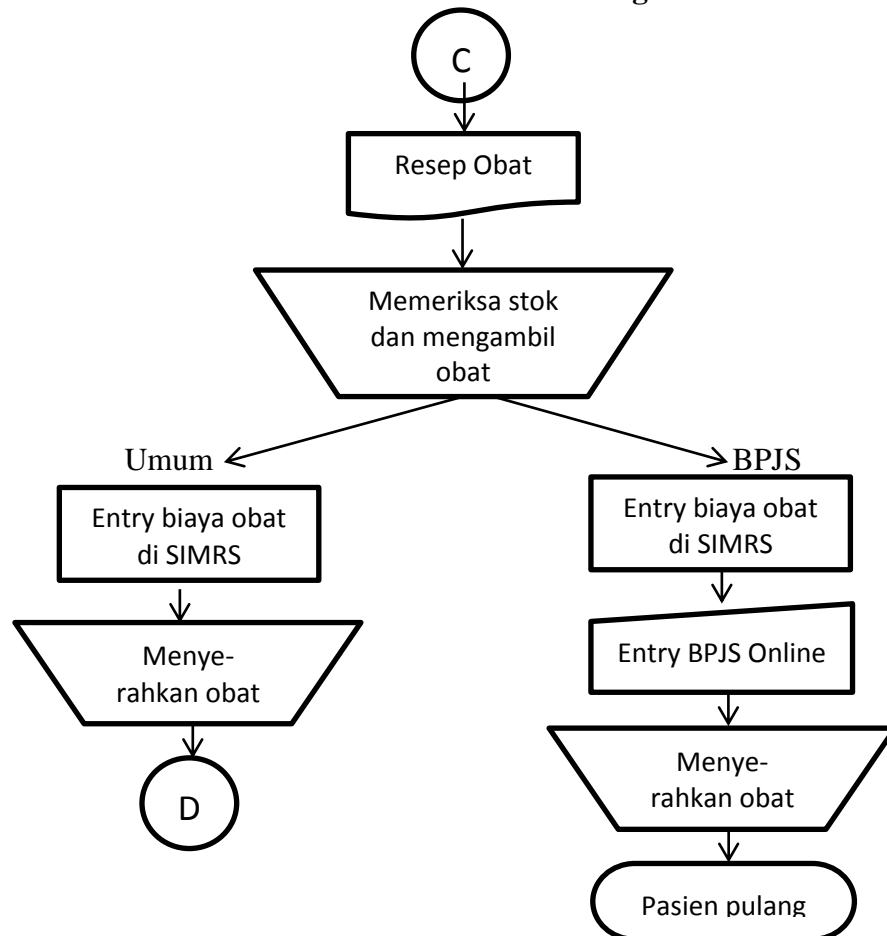 C
Resep Obat
Memeriksa stok
dan mengambil
obat
Umum
BPJS
Entry biaya obat
di SIMRS
Entry biaya obat
di SIMRS
Entry BPJS Online
Menye-
rahkan obat
Menye-
rahkan obat
D
Pasien pulang